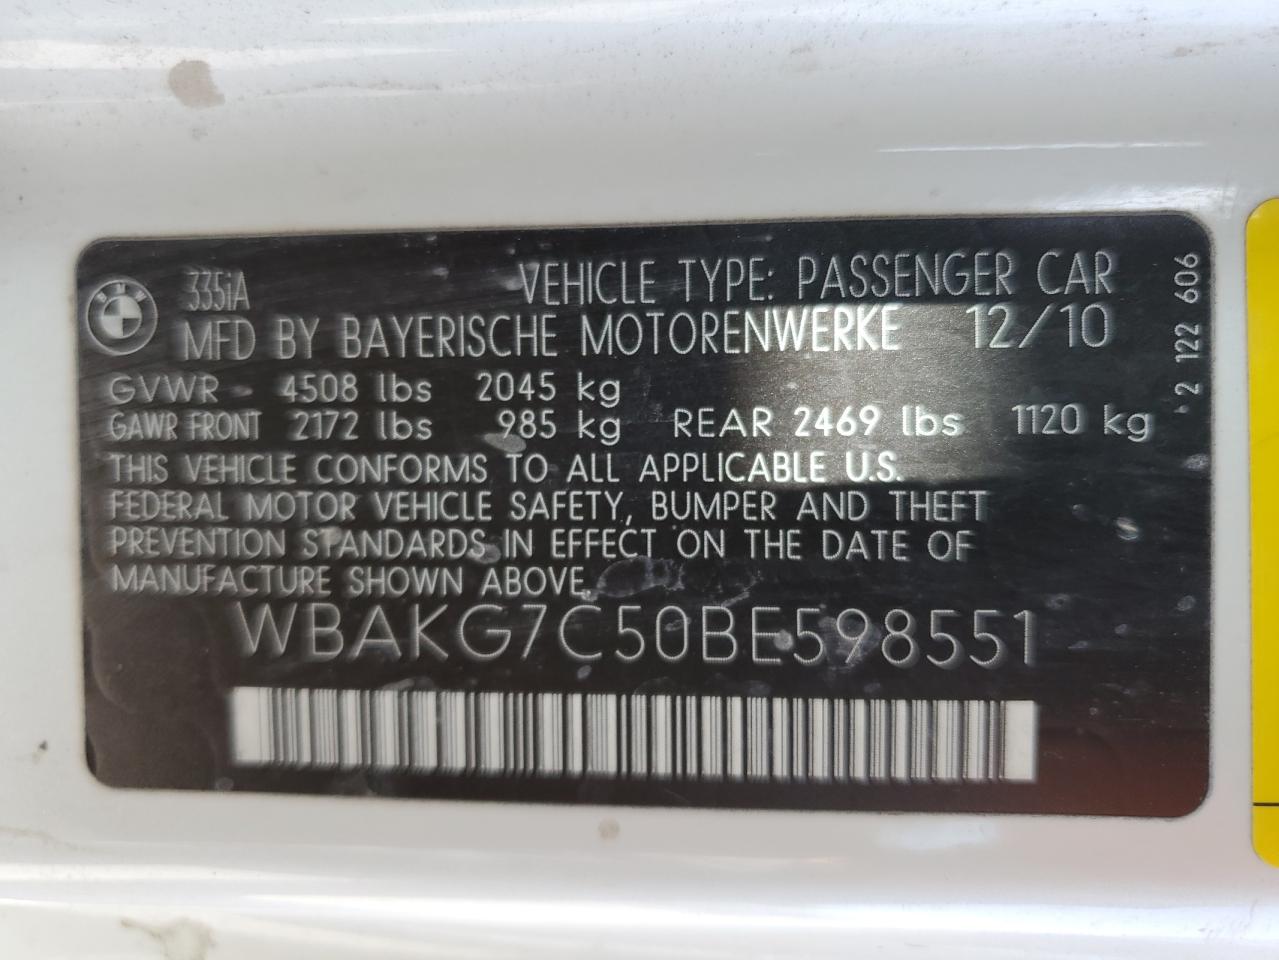 BMW
335iA VEHICLE TYPE: PASSENGER CAR
MFD BY BAYERISCHE MOTORENWERKE 12/10
GVWR - 4508 lbs 2045 kg
GAWR FRONT 2172 lbs 985 kg REAR 2469 lbs 1120 kg
THIS VEHICLE CONFORMS TO ALL APPLICABLE U.S.
FEDERAL MOTOR VEHICLE SAFETY, BUMPER AND THEFT
PREVENTION STANDARDS IN EFFECT ON THE DATE OF
MANUFACTURE SHOWN ABOVE.
WBAKG7C50BE598551
2 122 606